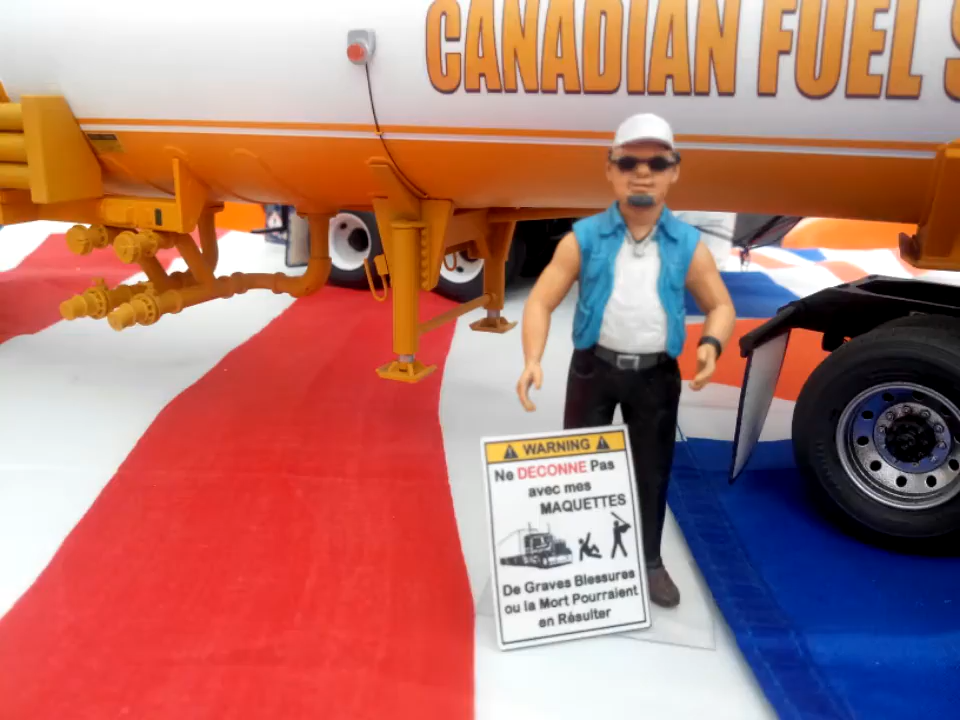 CANADIAN FUEL S
WARNING
Ne DECONNE Pas
avec mes
MAQUETTES
De Graves Blessures
ou la Mort Pourraient
en Résulter